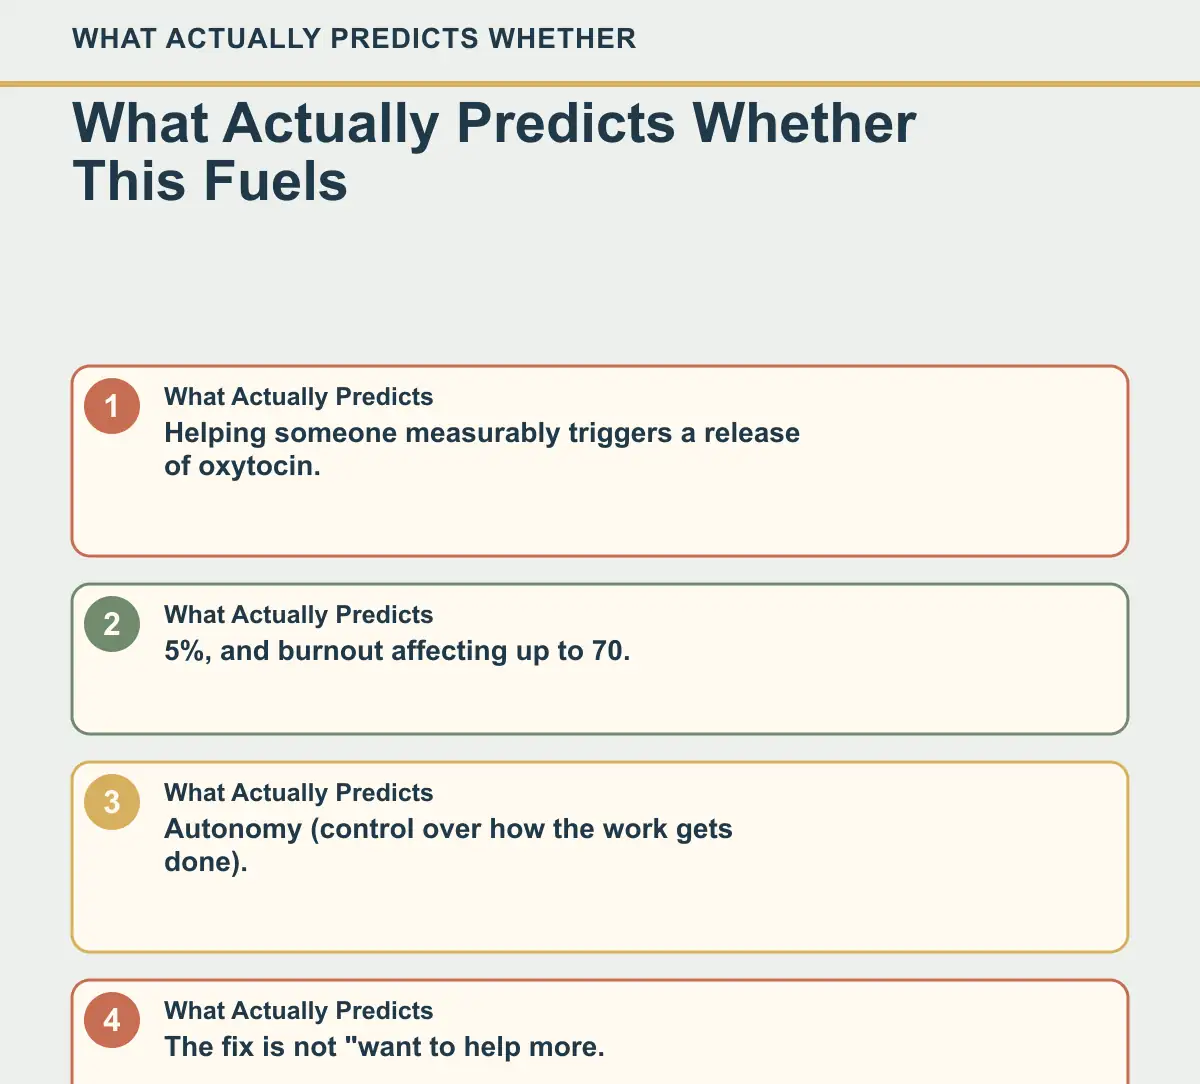 WHAT ACTUALLY PREDICTS WHETHER
What Actually Predicts Whether
This Fuels
1
What Actually Predicts
Helping someone measurably triggers a release
of oxytocin.
2
What Actually Predicts
5%, and burnout affecting up to 70.
3
What Actually Predicts
Autonomy (control over how the work gets
done).
4
What Actually Predicts
The fix is not "want to help more.